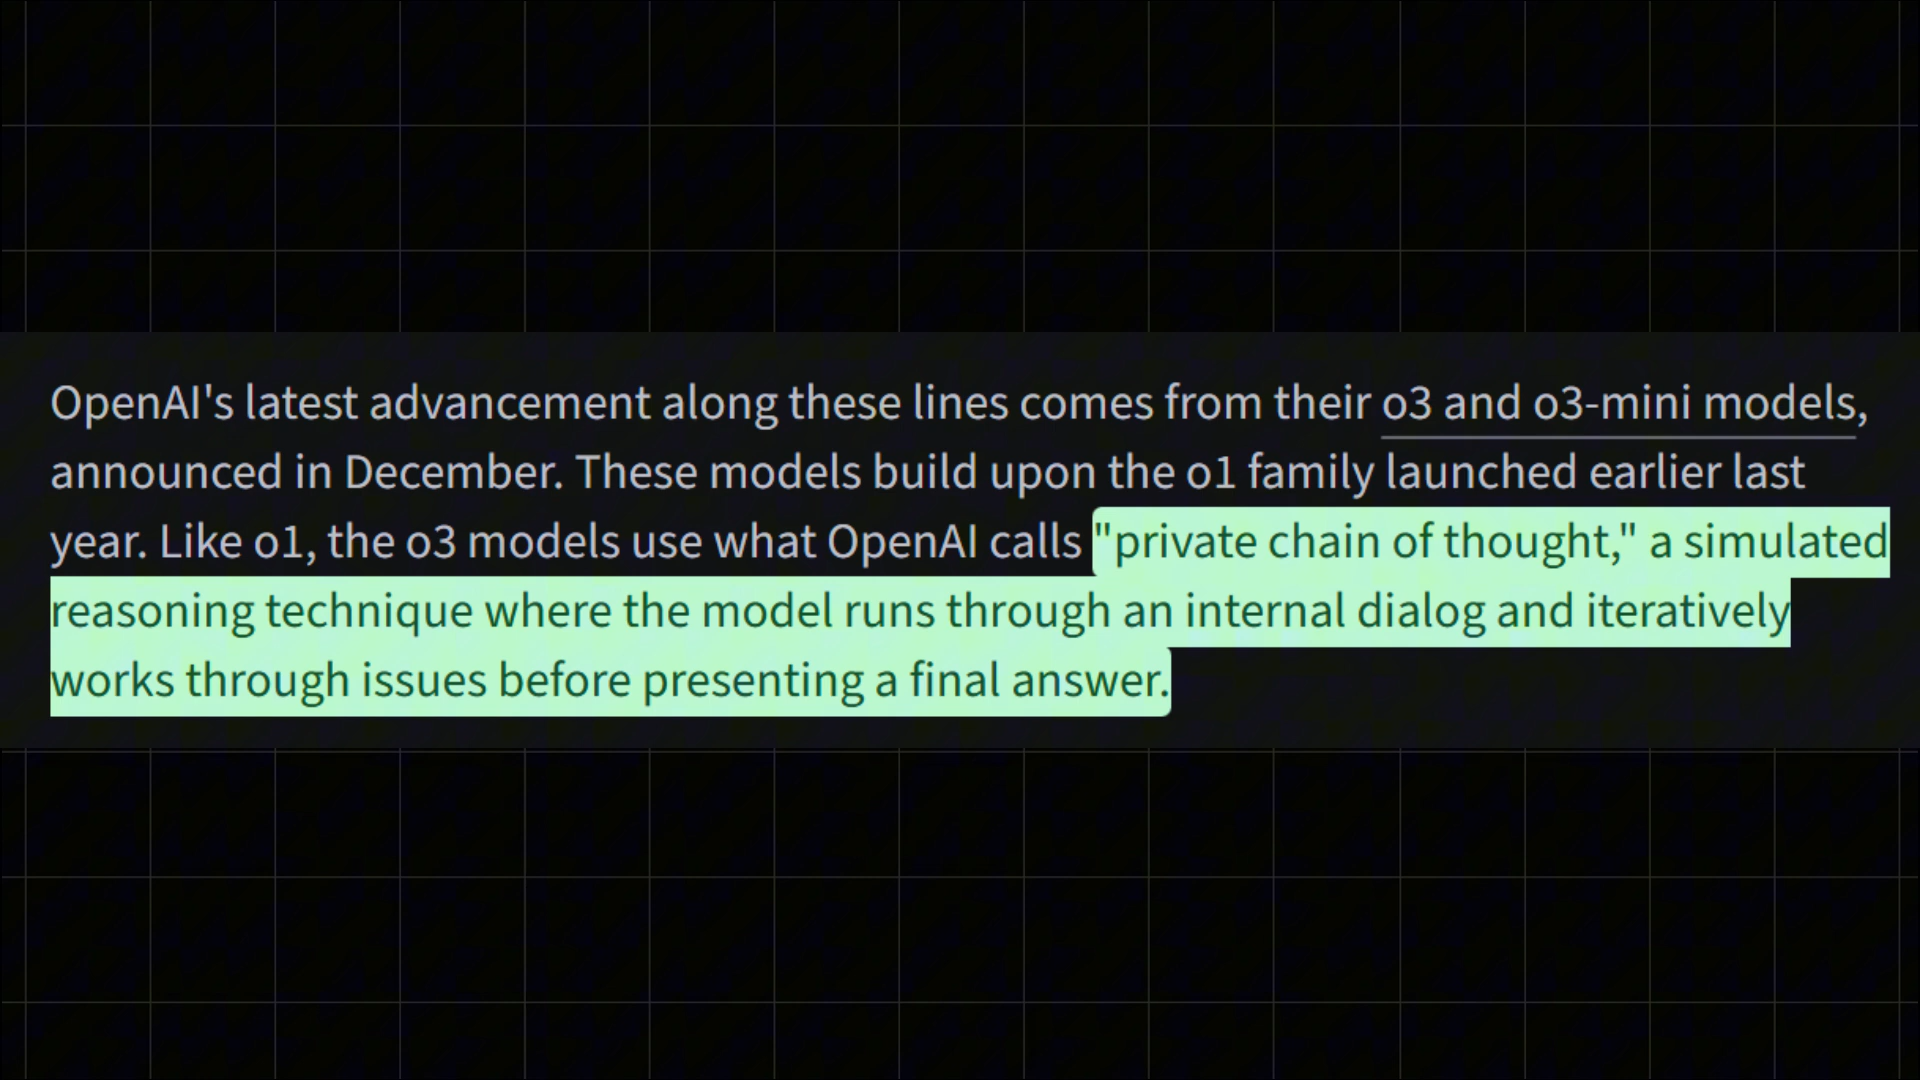 OpenAI's latest advancement along these lines comes from their o3 and o3-mini models,
announced in December. These models build upon the o1 family launched earlier last
year. Like o1, the o3 models use what OpenAI calls "private chain of thought," a simulated
reasoning technique where the model runs through an internal dialog and iteratively
works through issues before presenting a final answer.